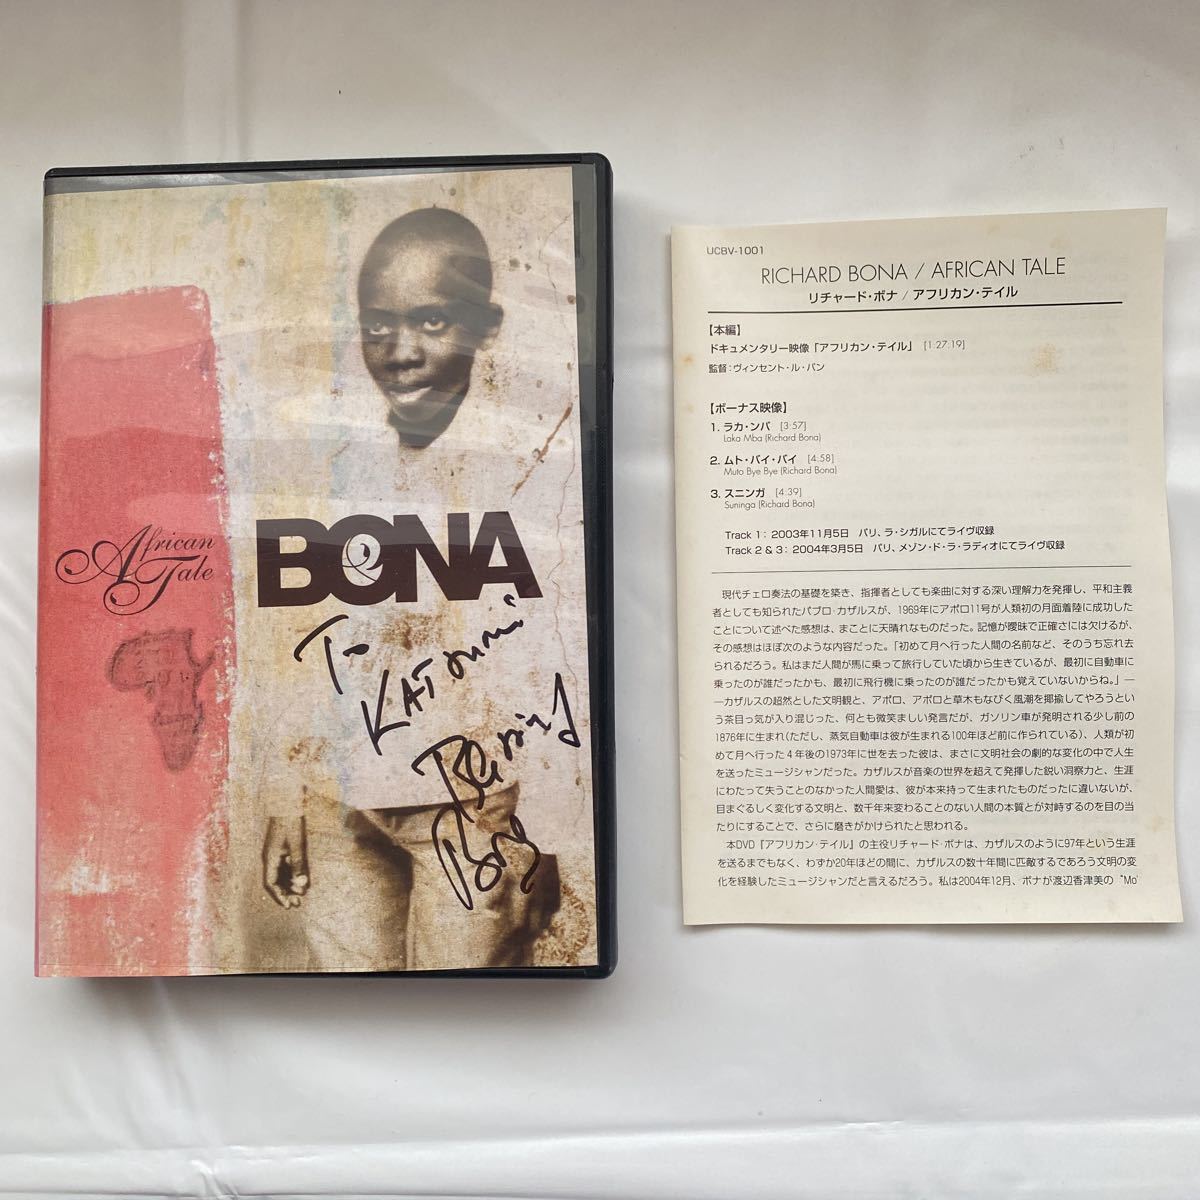 African
Tale
BONA
To
KATSUMI
Blessings
Bona
UCBV-1001
RICHARD BONA / AFRICAN TALE
リチャード・ボナ / アフリカン・テイル
【本編】
ドキュメンタリー映像「アフリカン・テイル」 [1:27:19]
監督:ヴィンセント・ル・パン
【ボーナス映像】
1. ラカ・ンバ [3:57]
Laka Mba (Richard Bona)
2. ムト・バイ・バイ [4:58]
Muto Bye Bye (Richard Bona)
3. スニンガ [4:39]
Suninga (Richard Bona)
Track 1:2003年11月5日 パリ、ラ・シガルにてライヴ収録
Track 2 & 3:2004年3月5日 パリ、メゾン・ド・ラ・ラディオにてライヴ収録
現代チェロ奏法の基礎を築き、指揮者としても楽曲に対する深い理解力を発揮し、平和主義
者としても知られたパブロ・カザルスが、1969年にアポロ11号が人類初の月面着陸に成功した
ことについて述べた感想は、まことに天晴れなものだった。記憶が曖昧で正確さには欠けるが、
その感想はほぼ次のような内容だった。「初めて月へ行った人間の名前など、そのうち忘れ去
られるだろう。私はまだ人間が馬に乗って旅行していた頃から生きているが、最初に自動車に
乗ったのが誰だったかも、最初に飛行機に乗ったのが誰だったかも覚えていないからね。」―
―カザルスの超然とした文明観と、アポロ、アポロと草木もなびく風潮を揶揄してやろうとい
う茶目っ気が入り混じった、何とも微笑ましい発言だが、ガソリン車が発明される少し前の
1876年に生まれ(ただし、蒸気自動車は彼が生まれる100年ほど前に作られている)、人類が初
めて月へ行った4年後の1973年に世を去った彼は、まさに文明社会の劇的な変化の中で人生
を送ったミュージシャンだった。カザルスが音楽の世界を超えて発揮した鋭い洞察力と、生涯
にわたって失うことのなかった人間愛は、彼が本来持って生まれたものだったに違いないが、
目まぐるしく変化する文明と、数千年来変わることのない人間の本質とが対峙するのを目の当
たりにすることで、さらに磨きがかけられたと思われる。
本DVD『アフリカン・テイル』の主役リチャード・ボナは、カザルスのように97年という生涯
を送るまでもなく、わずか20年ほどの間に、カザルスの数十年間に匹敵するであろう文明の変
化を経験したミュージシャンだと言えるだろう。私は2004年12月、ボナが渡辺香津美の"Mo'